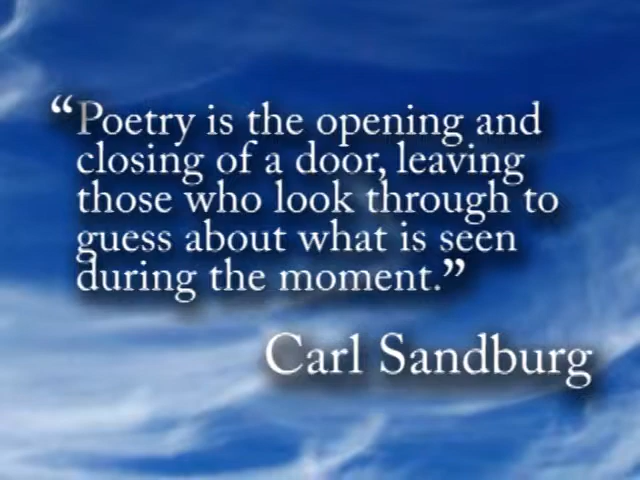 “Poetry is the opening and
closing of a door, leaving
those who look through to
guess about what is seen
during the moment.”
Carl Sandburg